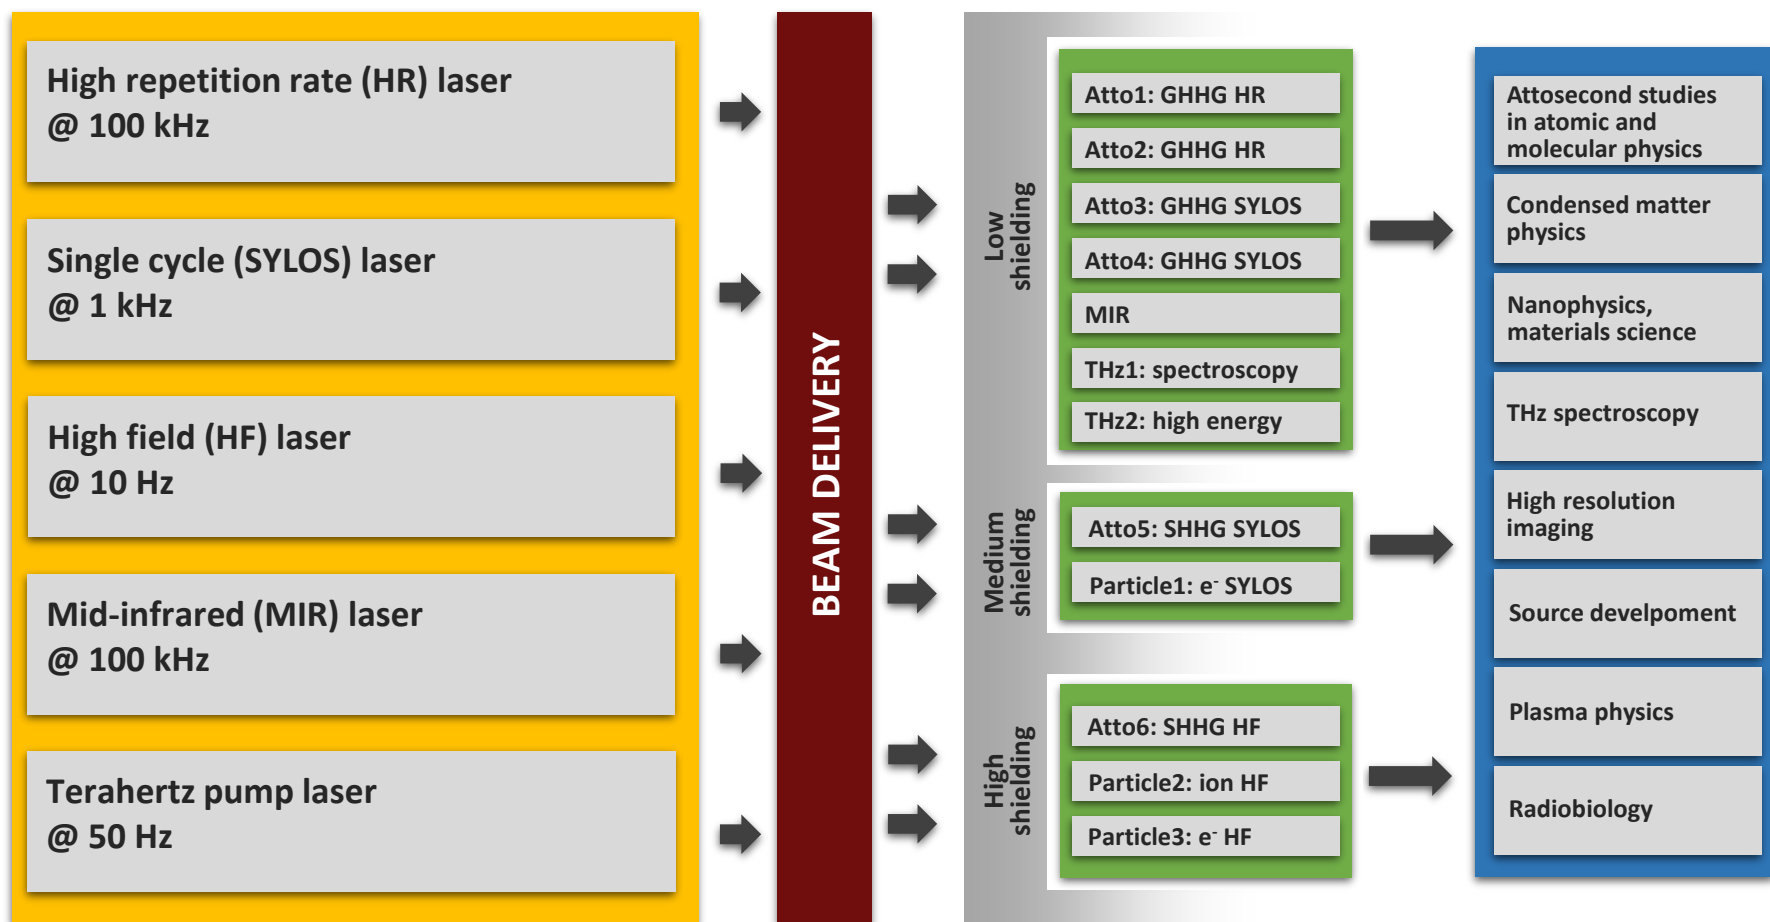 High repetition rate (HR) laser
@ 100 kHz
Single cycle (SYLOS) laser
@ 1 kHz
High field (HF) laser
@ 10 Hz
Mid-infrared (MIR) laser
@ 100 kHz
Terahertz pump laser
@ 50 Hz
BEAM DELIVERY
Low
shielding
Atto1: GHHG HR
Atto2: GHHG HR
Atto3: GHHG SYLOS
Atto4: GHHG SYLOS
MIR
THz1: spectroscopy
THz2: high energy
Medium
shielding
Atto5: SHHG SYLOS
Particle1: e⁻ SYLOS
High
shielding
Atto6: SHHG HF
Particle2: ion HF
Particle3: e⁻ HF
Attosecond studies
in atomic and
molecular physics
Condensed matter
physics
Nanophysics,
materials science
THz spectroscopy
High resolution
imaging
Source develpoment
Plasma physics
Radiobiology